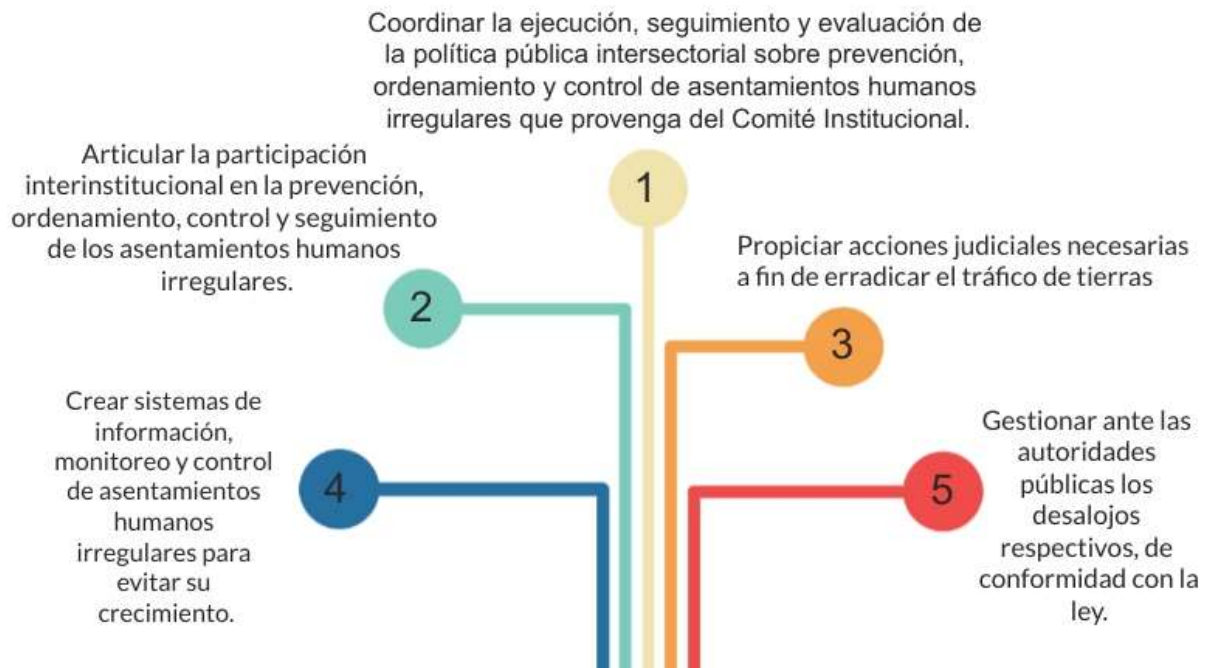 Coordinar la ejecución, seguimiento y evaluación de
la política pública intersectorial sobre prevención,
ordenamiento y control de asentamientos humanos
irregulares que provenga del Comité Institucional.
1
Articular la participación
interinstitucional en la prevención,
ordenamiento, control y seguimiento
de los asentamientos humanos
irregulares.
2
Propiciar acciones judiciales necesarias
a fin de erradicar el tráfico de tierras
3
Crear sistemas de
información,
monitoreo y control
de asentamientos
humanos
irregulares para
evitar su
crecimiento.
4
Gestionar ante las
autoridades
públicas los
desalojos
respectivos, de
conformidad con la
ley.
5